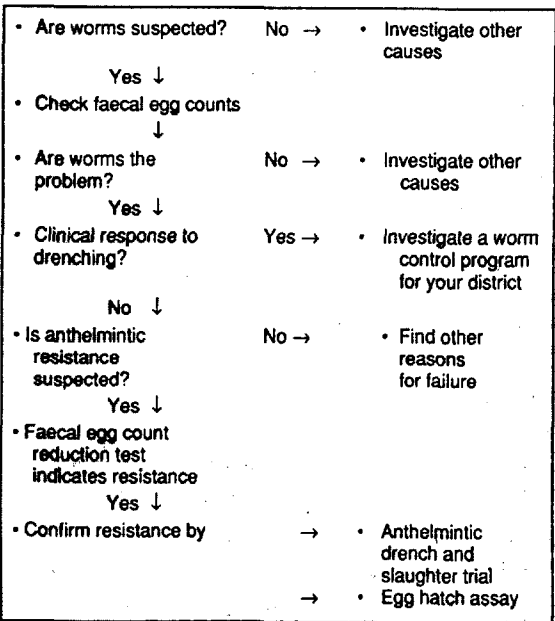 • Are worms suspected? No → • Investigate other
causes
Yes ↓
• Check faecal egg counts
↓
• Are worms the No → • Investigate other
problem? causes
Yes ↓
• Clinical response to Yes → • Investigate a worm
drenching? control program
for your district
No ↓
• Is anthelmintic No → • Find other
resistance reasons
suspected? for failure
Yes ↓
• Faecal egg count
reduction test
indicates resistance
Yes ↓
• Confirm resistance by → • Anthelmintic
drench and
slaughter trial
→ • Egg hatch assay